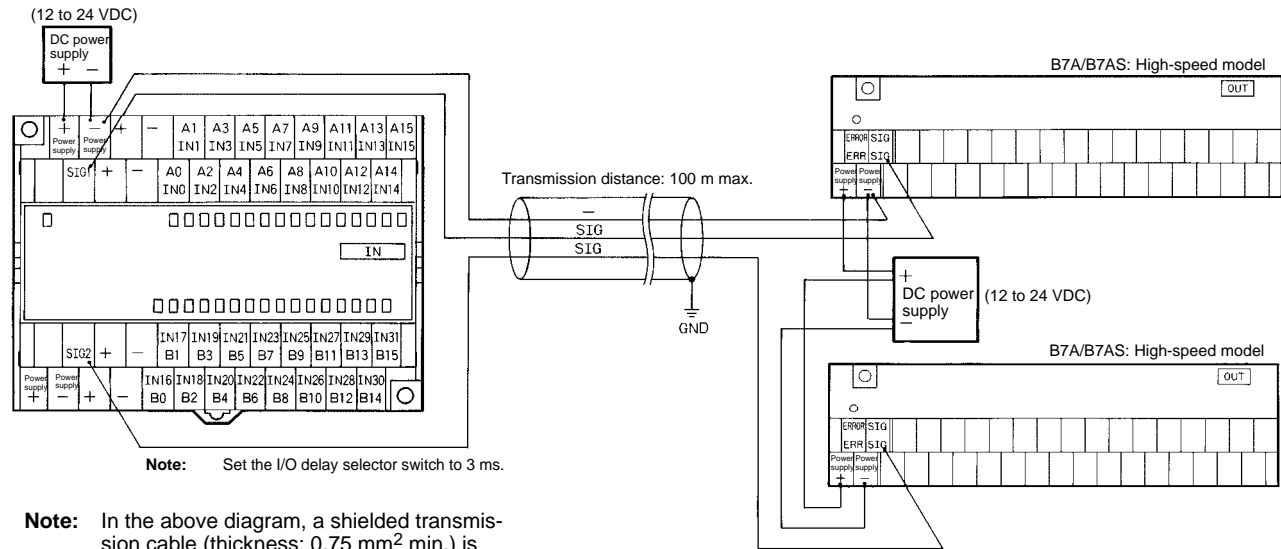 (12 to 24 VDC)
DC power
supply
+ −
B7A/B7AS: High-speed model
OUT
+ − + − A1 A3 A5 A7 A9 A11 A13 A15
Power supply Power supply IN1 IN3 IN5 IN7 IN9 IN11 IN13 IN15
SIG1 + − A0 A2 A4 A6 A8 A10 A12 A14
IN0 IN2 IN4 IN6 IN8 IN10 IN12 IN14
ERROR SIG
ERR SIG
Power supply Power supply
+ −
Transmission distance: 100 m max.
−
SIG
SIG
IN
GND
+
DC power
supply
−
(12 to 24 VDC)
IN17 IN19 IN21 IN23 IN25 IN27 IN29 IN31
SIG2 + − B1 B3 B5 B7 B9 B11 B13 B15
Power supply Power supply IN16 IN18 IN20 IN22 IN24 IN26 IN28 IN30
+ − + − B0 B2 B4 B6 B8 B10 B12 B14
B7A/B7AS: High-speed model
OUT
ERROR SIG
ERR SIG
Power supply Power supply
+ −
Note: Set the I/O delay selector switch to 3 ms.
Note: In the above diagram, a shielded transmis-
sion cable (thickness: 0.75 mm² min.) is